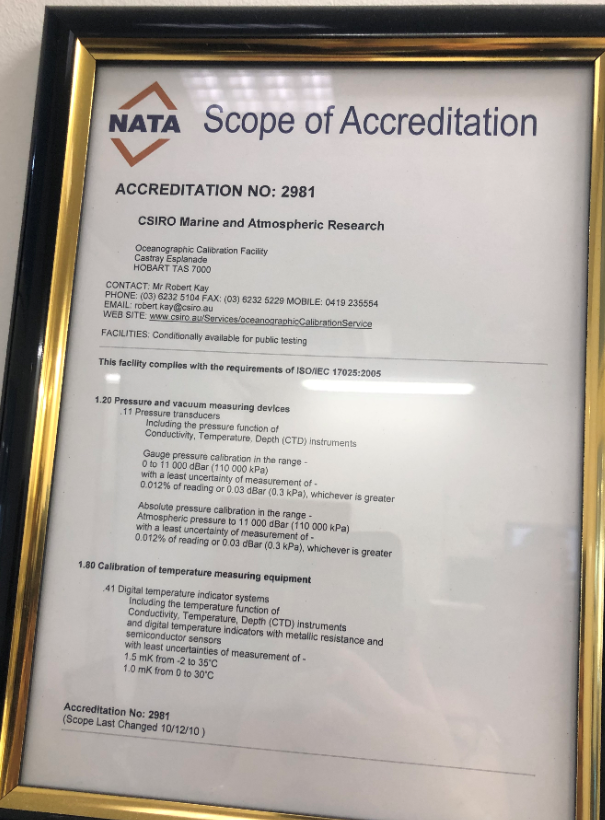 NATA Scope of Accreditation
ACCREDITATION NO: 2981
CSIRO Marine and Atmospheric Research
Oceanographic Calibration Facility
Castray Esplanade
HOBART TAS 7000
CONTACT: Mr Robert Kay
PHONE: (03) 6232 5104 FAX: (03) 6232 5229 MOBILE: 0419 235554
EMAIL: robert.kay@csiro.au
WEB SITE: www.csiro.au/Services/oceanographicCalibrationService
FACILITIES: Conditionally available for public testing
This facility complies with the requirements of ISO/IEC 17025:2005
1.20 Pressure and vacuum measuring devices
.11 Pressure transducers
Including the pressure function of
Conductivity, Temperature, Depth (CTD) instruments
Gauge pressure calibration in the range -
0 to 11 000 dBar (110 000 kPa)
with a least uncertainty of measurement of -
0.012% of reading or 0.03 dBar (0.3 kPa), whichever is greater
Absolute pressure calibration in the range -
Atmospheric pressure to 11 000 dBar (110 000 kPa)
with a least uncertainty of measurement of -
0.012% of reading or 0.03 dBar (0.3 kPa), whichever is greater
1.80 Calibration of temperature measuring equipment
.41 Digital temperature indicator systems
Including the temperature function of
Conductivity, Temperature, Depth (CTD) instruments
and digital temperature indicators with metallic resistance and
semiconductor sensors
with least uncertainties of measurement of -
1.5 mK from -2 to 35°C
1.0 mK from 0 to 30°C
Accreditation No: 2981
(Scope Last Changed 10/12/10 )